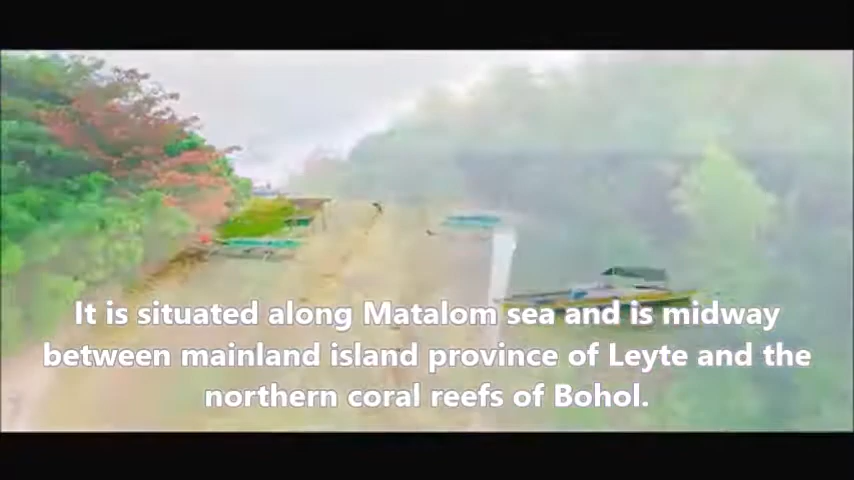 It is situated along Matalom sea and is midway
between mainland island province of Leyte and the
northern coral reefs of Bohol.